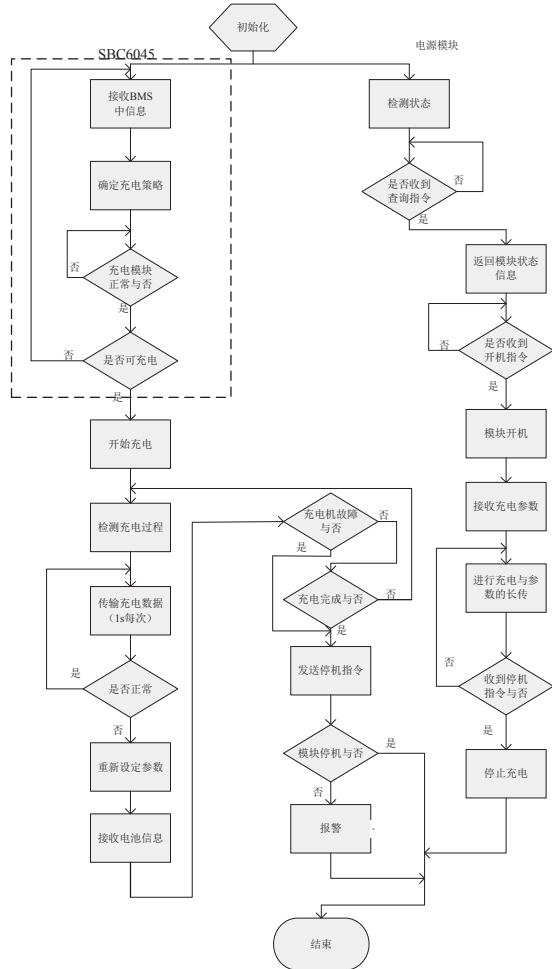 初始化
SBC6045
电源模块
接收BMS
中信息
确定充电策略
充电模块
正常与否
否
是
是否可充电
否
是
开始充电
检测充电过程
传输充电数据
（1s每次）
是否正常
是
否
重新设定参数
接收电池信息
充电机故障
与否
否
是
充电完成与否
否
是
发送停机指令
模块停机与否
是
否
报警
结束
检测状态
是否收到
查询指令
否
是
返回模块状态
信息
是否收到
开机指令
否
是
模块开机
接收充电参数
进行充电与参
数的长传
收到停机
指令与否
否
是
停止充电